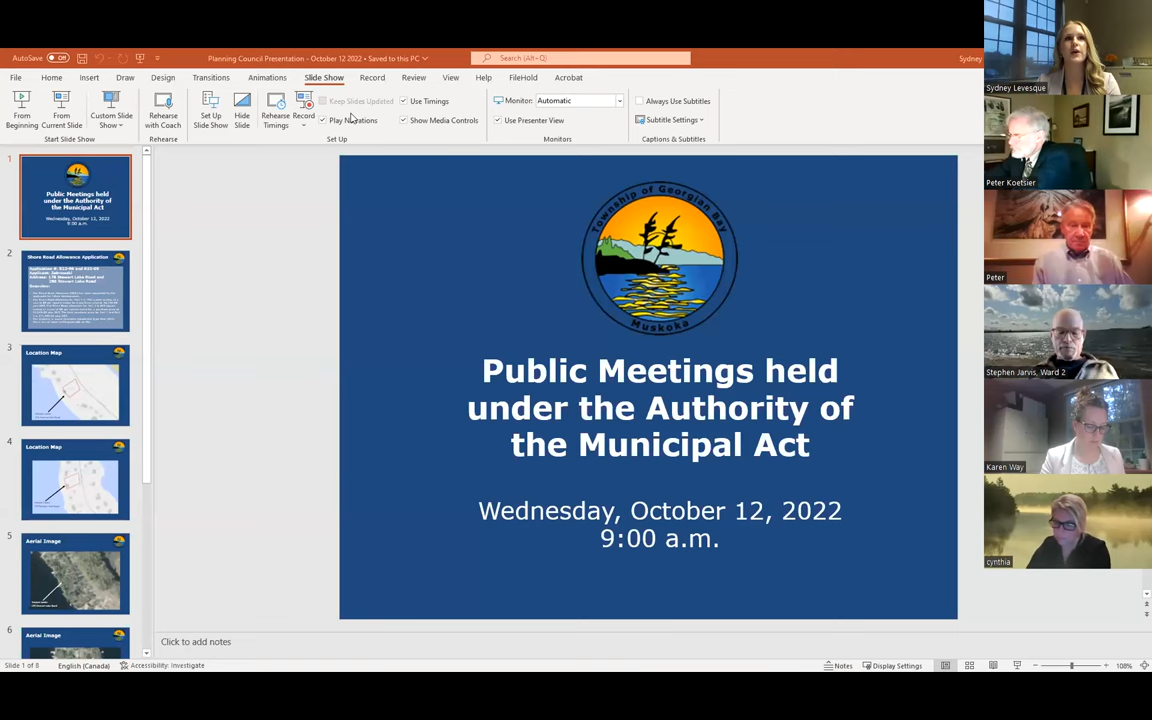 AutoSave Off
Planning Council Presentation - October 12 2022 • Saved to this PC
Search (Alt+Q)
Sydney
File Home Insert Draw Design Transitions Animations Slide Show Record Review View Help FileHold Acrobat
From Beginning
From Current Slide
Custom Slide Show
Start Slide Show
Rehearse with Coach
Rehearse
Set Up Slide Show
Hide Slide
Rehearse Timings
Record
Keep Slides Updated
Play Narrations
Use Timings
Show Media Controls
Set Up
Monitor: Automatic
Use Presenter View
Monitors
Always Use Subtitles
Subtitle Settings
Captions & Subtitles
1
Public Meetings held
under the Authority of
the Municipal Act
Wednesday, October 12, 2022
9:00 a.m.
2
Shore Road Allowance Application
3
Location Map
4
Location Map
5
Aerial Image
6
Aerial Image
Township of Georgian Bay
Muskoka
Public Meetings held
under the Authority of
the Municipal Act
Wednesday, October 12, 2022
9:00 a.m.
Click to add notes
Slide 1 of 8
English (Canada)
Accessibility: Investigate
Notes
Display Settings
108%
Sydney Levesque
Peter Koetsier
Peter
Stephen Jarvis, Ward 2
Karen Way
cynthia